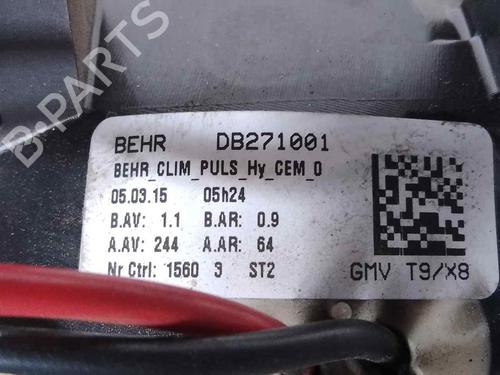 B-PARTS
BEHR DB271001
BEHR_CLIM_PULS_Hy_CEM_0
05.03.15 05h24
B.AV: 1.1 B.AR: 0.9
A.AV: 244 A.AR: 64
Nr Ctrl: 1560 3 ST2 GMV T9/X8